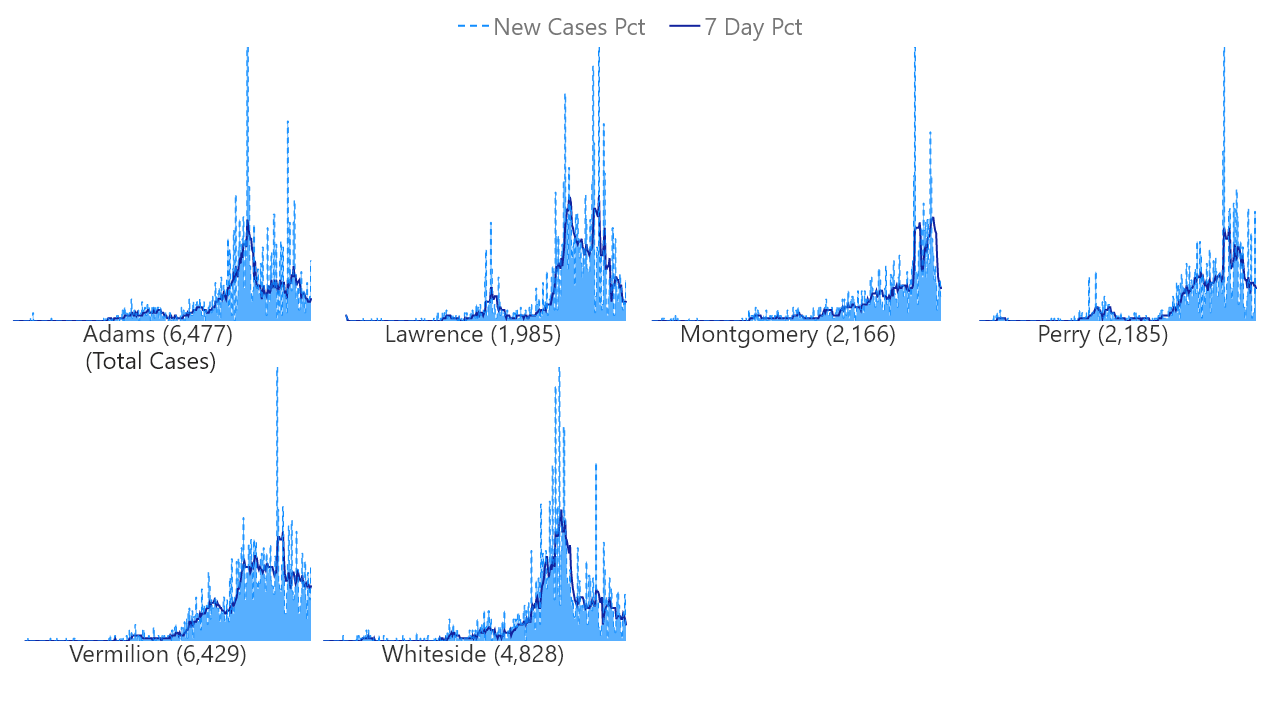 New Cases Pct 7 Day Pct
Adams (6,477)
(Total Cases)
Lawrence (1,985)
Montgomery (2,166)
Perry (2,185)
Vermilion (6,429)
Whiteside (4,828)